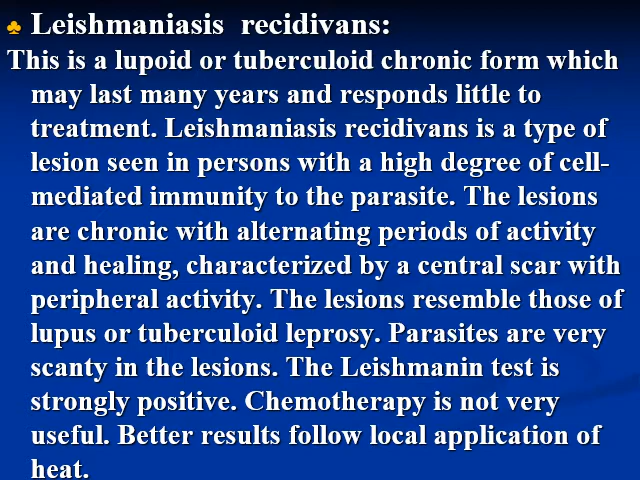 ♣ Leishmaniasis recidivans:
This is a lupoid or tuberculoid chronic form which
may last many years and responds little to
treatment. Leishmaniasis recidivans is a type of
lesion seen in persons with a high degree of cell-
mediated immunity to the parasite. The lesions
are chronic with alternating periods of activity
and healing, characterized by a central scar with
peripheral activity. The lesions resemble those of
lupus or tuberculoid leprosy. Parasites are very
scanty in the lesions. The Leishmanin test is
strongly positive. Chemotherapy is not very
useful. Better results follow local application of
heat.